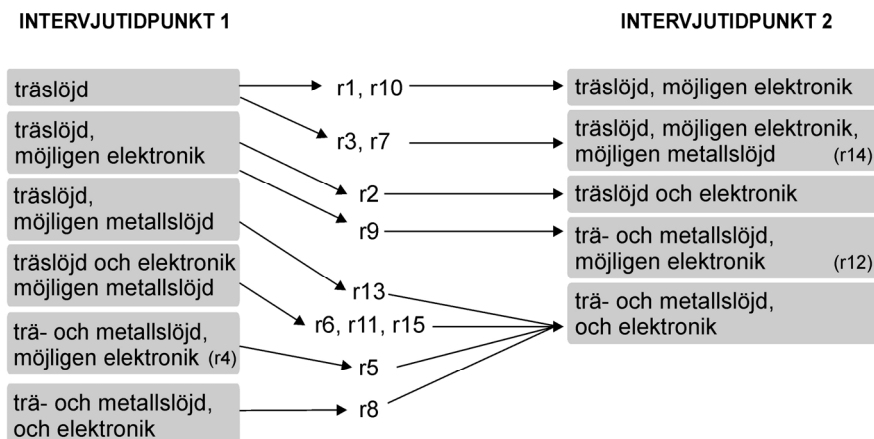 INTERVJUTIDPUNKT 1
INTERVJUTIDPUNKT 2
träslöjd
r1, r10
träslöjd, möjligen elektronik
träslöjd,
möjligen elektronik
r3, r7
träslöjd, möjligen elektronik,
möjligen metallslöjd (r14)
träslöjd,
möjligen metallslöjd
r2
träslöjd och elektronik
r9
trä- och metallslöjd,
möjligen elektronik (r12)
träslöjd och elektronik
möjligen metallslöjd
r13
trä- och metallslöjd,
och elektronik
r6, r11, r15
trä- och metallslöjd,
möjligen elektronik (r4)
r5
trä- och metallslöjd,
och elektronik
r8